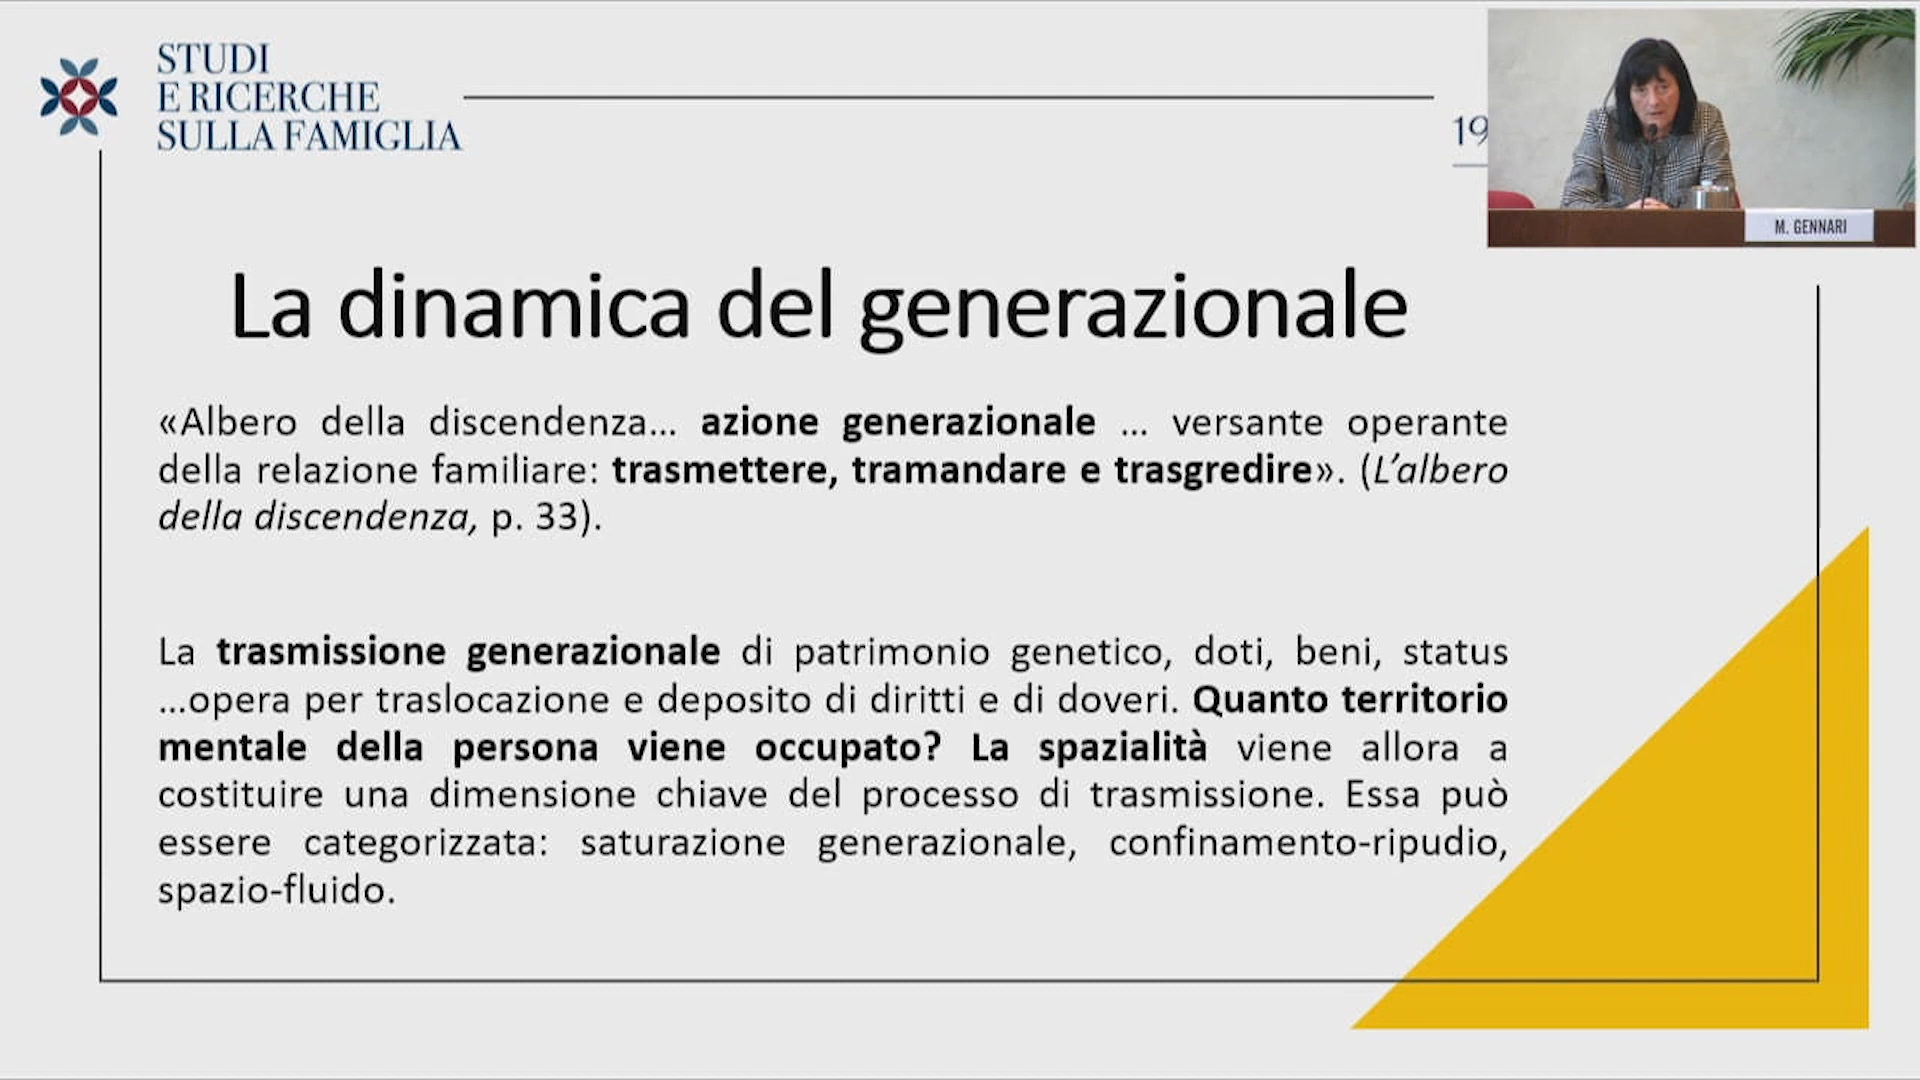 STUDI
E RICERCHE
SULLA FAMIGLIA
19
M. GENNARI
La dinamica del generazionale
«Albero della discendenza... azione generazionale ... versante operante
della relazione familiare: trasmettere, tramandare e trasgredire». (L'albero
della discendenza, p. 33).
La trasmissione generazionale di patrimonio genetico, doti, beni, status
...opera per traslocazione e deposito di diritti e di doveri. Quanto territorio
mentale della persona viene occupato? La spazialità viene allora a
costituire una dimensione chiave del processo di trasmissione. Essa può
essere categorizzata: saturazione generazionale, confinamento-ripudio,
spazio-fluido.